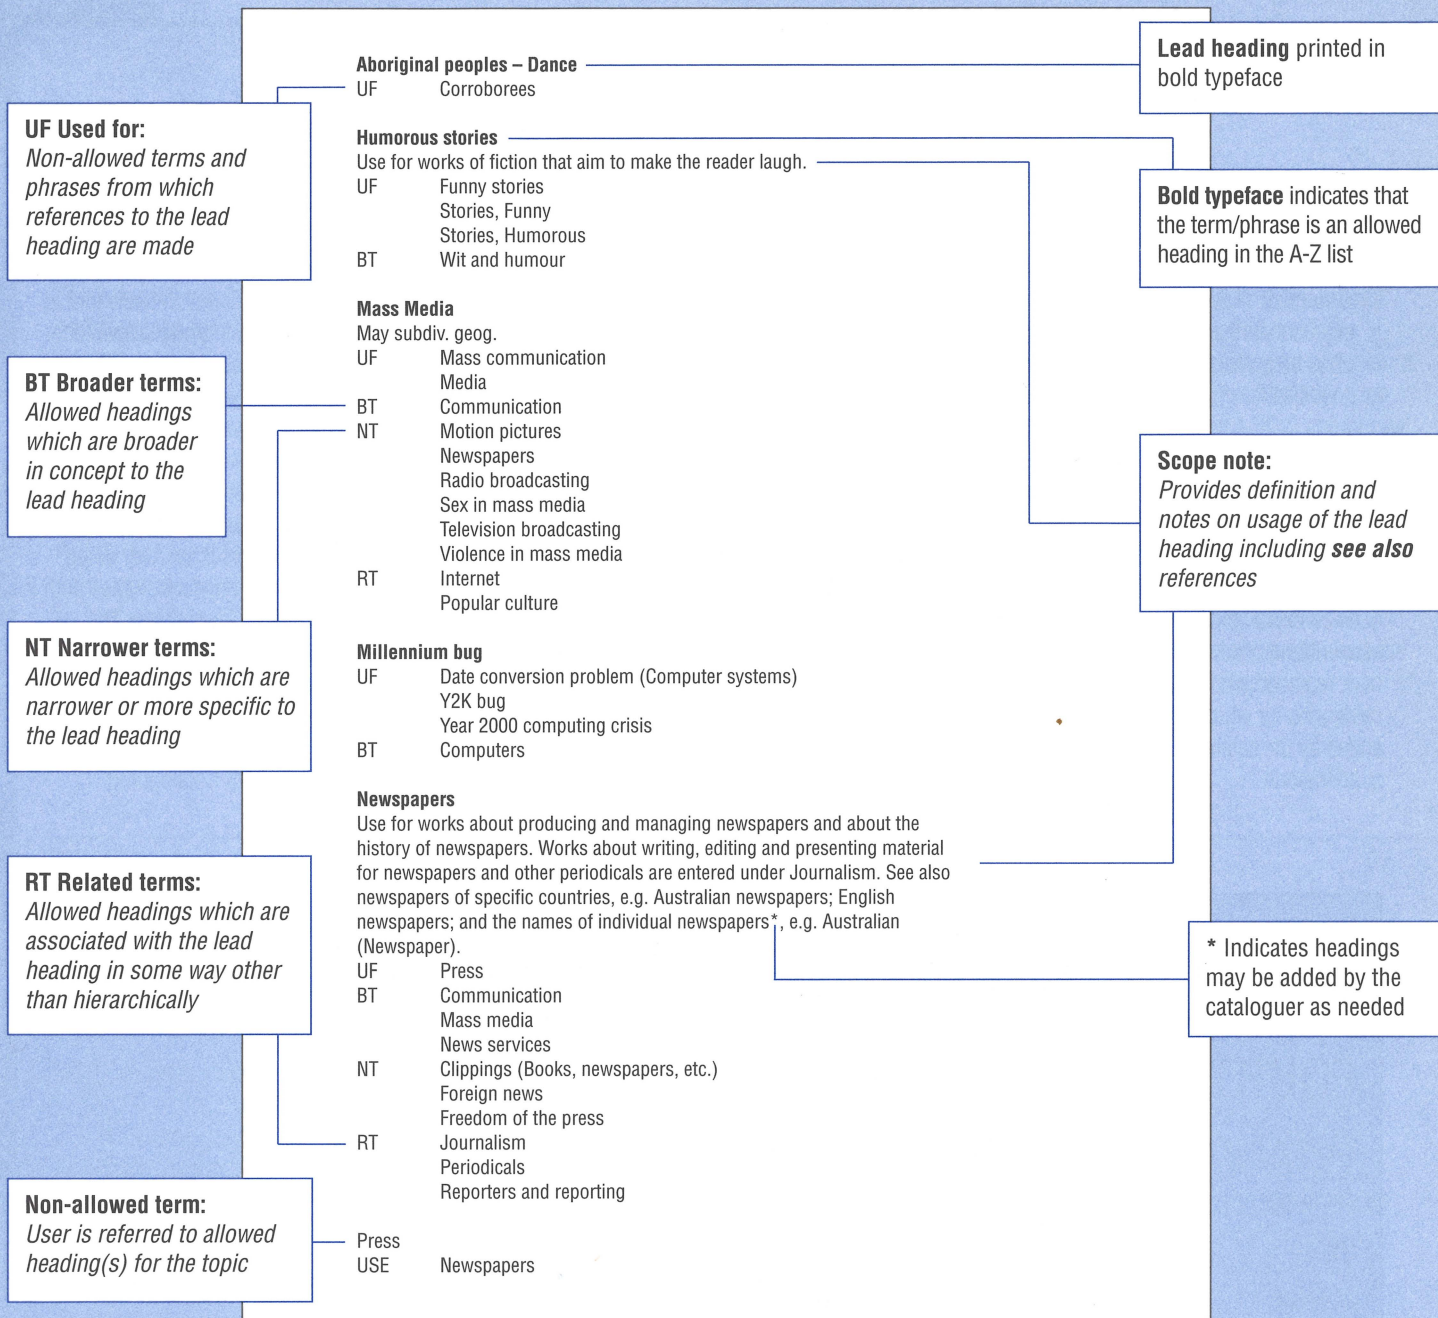 Aboriginal peoples – Dance
UF Corroborees
Humorous stories
Use for works of fiction that aim to make the reader laugh.
UF Funny stories
Stories, Funny
Stories, Humorous
BT Wit and humour
Mass Media
May subdiv. geog.
UF Mass communication
Media
BT Communication
NT Motion pictures
Newspapers
Radio broadcasting
Sex in mass media
Television broadcasting
Violence in mass media
RT Internet
Popular culture
Millennium bug
UF Date conversion problem (Computer systems)
Y2K bug
Year 2000 computing crisis
BT Computers
Newspapers
Use for works about producing and managing newspapers and about the
history of newspapers. Works about writing, editing and presenting material
for newspapers and other periodicals are entered under Journalism. See also
newspapers of specific countries, e.g. Australian newspapers; English
newspapers; and the names of individual newspapers*, e.g. Australian
(Newspaper).
UF Press
BT Communication
Mass media
News services
NT Clippings (Books, newspapers, etc.)
Foreign news
Freedom of the press
RT Journalism
Periodicals
Reporters and reporting
Press
USE Newspapers
UF Used for:
Non-allowed terms and
phrases from which
references to the lead
heading are made
BT Broader terms:
Allowed headings
which are broader
in concept to the
lead heading
NT Narrower terms:
Allowed headings which are
narrower or more specific to
the lead heading
RT Related terms:
Allowed headings which are
associated with the lead
heading in some way other
than hierarchically
Non-allowed term:
User is referred to allowed
heading(s) for the topic
Lead heading printed in
bold typeface
Bold typeface indicates that
the term/phrase is an allowed
heading in the A-Z list
Scope note:
Provides definition and
notes on usage of the lead
heading including see also
references
* Indicates headings
may be added by the
cataloguer as needed